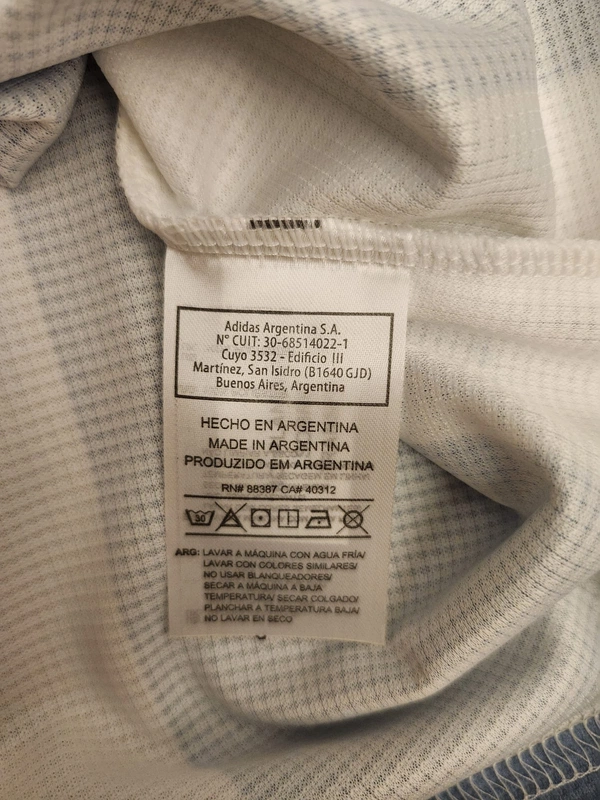 Adidas Argentina S.A.
N° CUIT: 30-68514022-1
Cuyo 3532 - Edificio III
Martínez, San Isidro (B1640 GJD)
Buenos Aires, Argentina
HECHO EN ARGENTINA
MADE IN ARGENTINA
PRODUZIDO EM ARGENTINA
RN# 88387 CA# 40312
30
ARG: LAVAR A MÁQUINA CON AGUA FRÍA/
LAVAR CON COLORES SIMILARES/
NO USAR BLANQUEADORES/
SECAR A MÁQUINA A BAJA
TEMPERATURA/ SECAR COLGADO/
PLANCHAR A TEMPERATURA BAJA/
NO LAVAR EN SECO